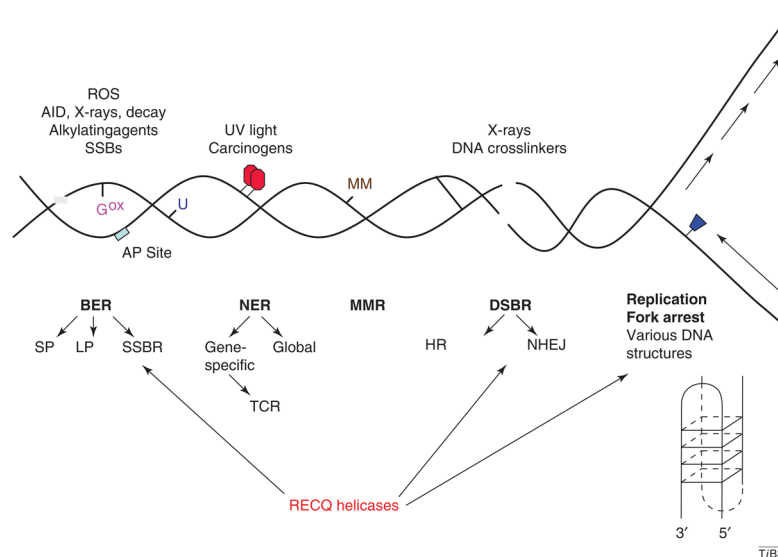 ROS
AID, X-rays, decay
Alkylatingagents
SSBs
UV light
Carcinogens
X-rays
DNA crosslinkers
MM
Gox
U
AP Site
BER
NER
MMR
DSBR
Replication
Fork arrest
Various DNA
structures
SP
LP
SSBR
Gene-
specific
Global
HR
NHEJ
TCR
RECQ helicases
3′
5′